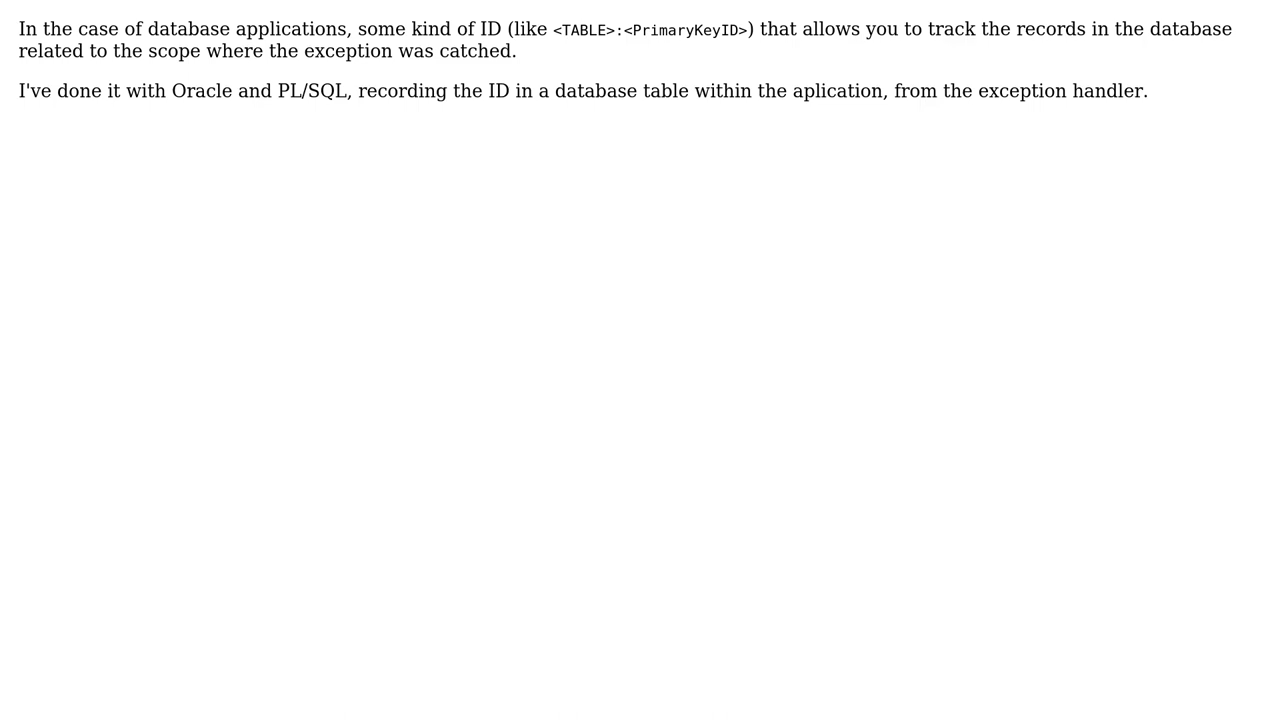 In the case of database applications, some kind of ID (like <TABLE>:<PrimaryKeyID>) that allows you to track the records in the database
related to the scope where the exception was catched.
I've done it with Oracle and PL/SQL, recording the ID in a database table within the aplication, from the exception handler.